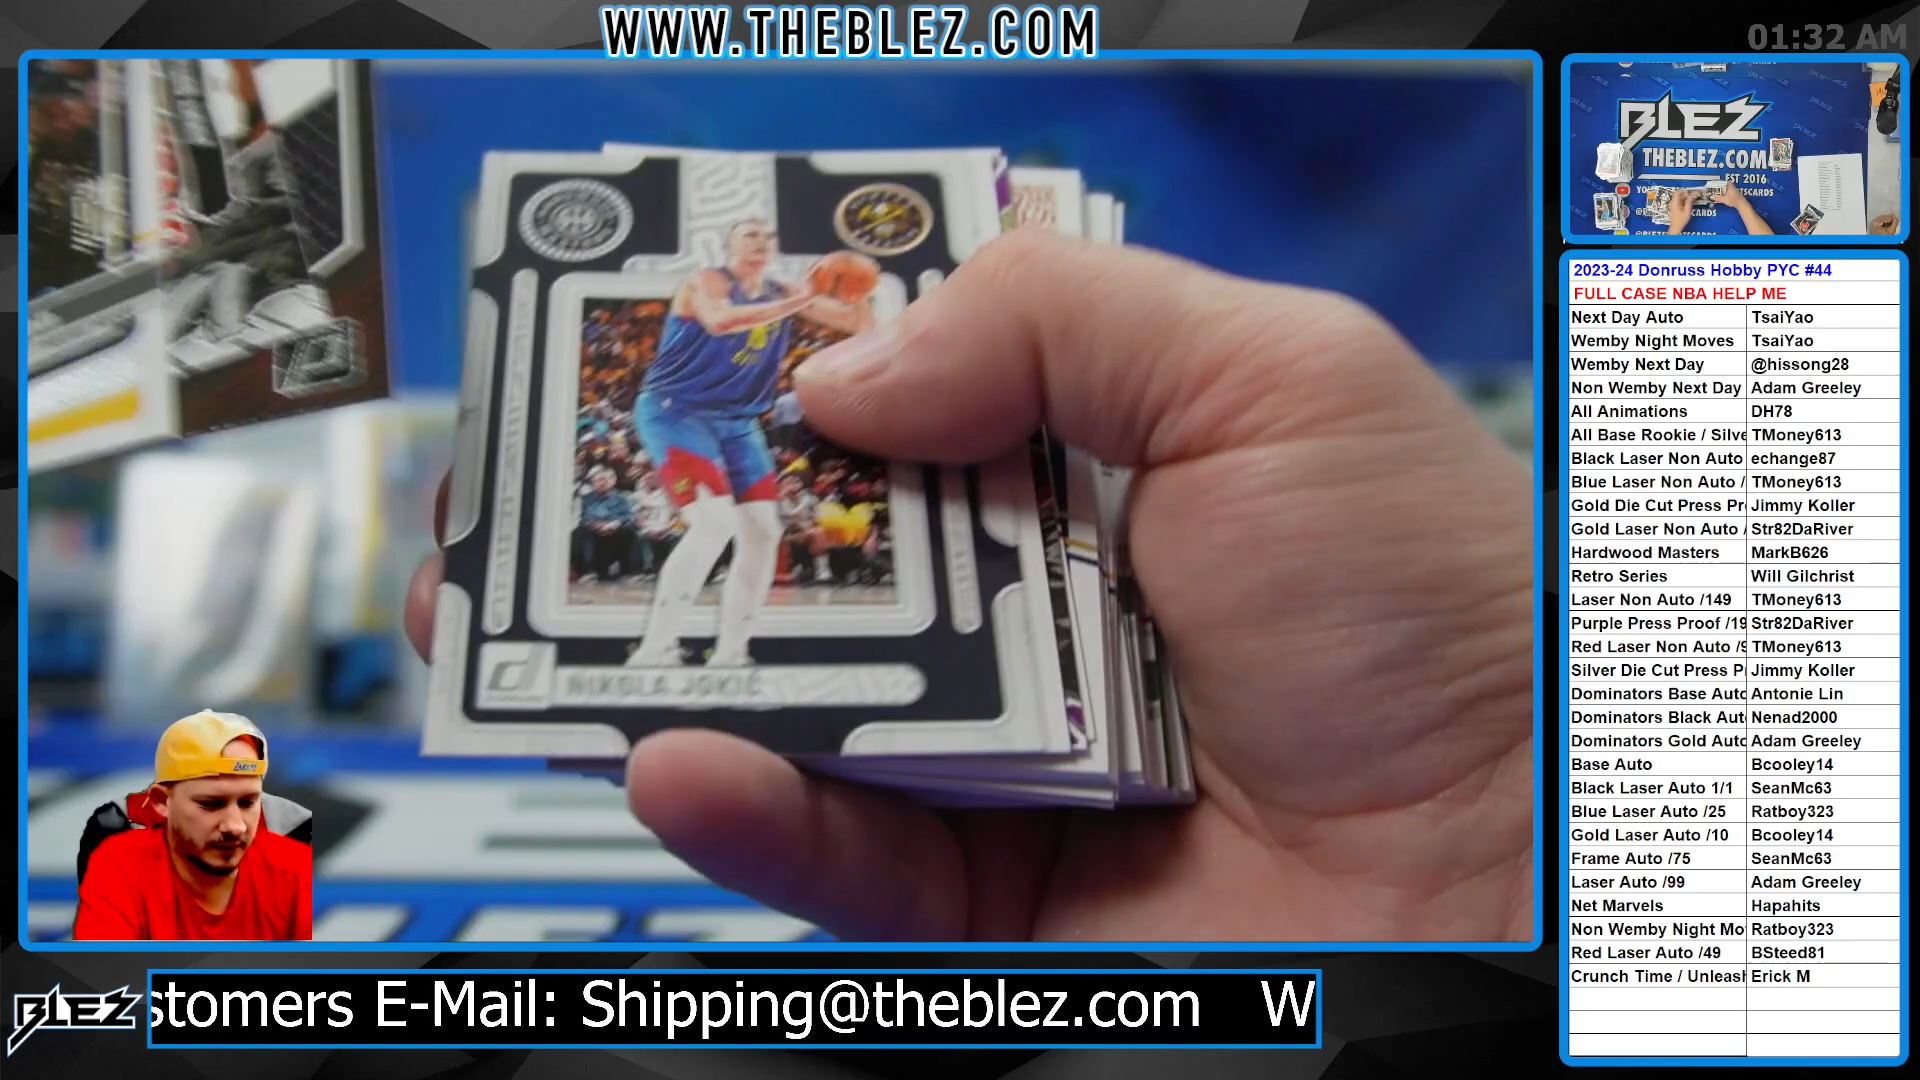 WWW.THEBLEZ.COM
01:32 AM
BLEZ
THEBLEZ.COM
EST 2016
NIKOLA JOKIĆ
2023-24 Donruss Hobby PYC #44
FULL CASE NBA HELP ME
Next Day Auto TsaiYao
Wemby Night Moves TsaiYao
Wemby Next Day @hissong28
Non Wemby Next Day Adam Greeley
All Animations DH78
All Base Rookie / Silve TMoney613
Black Laser Non Auto echange87
Blue Laser Non Auto / TMoney613
Gold Die Cut Press Pr Jimmy Koller
Gold Laser Non Auto / Str82DaRiver
Hardwood Masters MarkB626
Retro Series Will Gilchrist
Laser Non Auto /149 TMoney613
Purple Press Proof /19 Str82DaRiver
Red Laser Non Auto /9 TMoney613
Silver Die Cut Press P Jimmy Koller
Dominators Base Auto Antonie Lin
Dominators Black Aut Nenad2000
Dominators Gold Auto Adam Greeley
Base Auto Bcooley14
Black Laser Auto 1/1 SeanMc63
Blue Laser Auto /25 Ratboy323
Gold Laser Auto /10 Bcooley14
Frame Auto /75 SeanMc63
Laser Auto /99 Adam Greeley
Net Marvels Hapahits
Non Wemby Night Mo Ratboy323
Red Laser Auto /49 BSteed81
Crunch Time / Unleash Erick M
BLEZ
stomers E-Mail: Shipping@theblez.com W